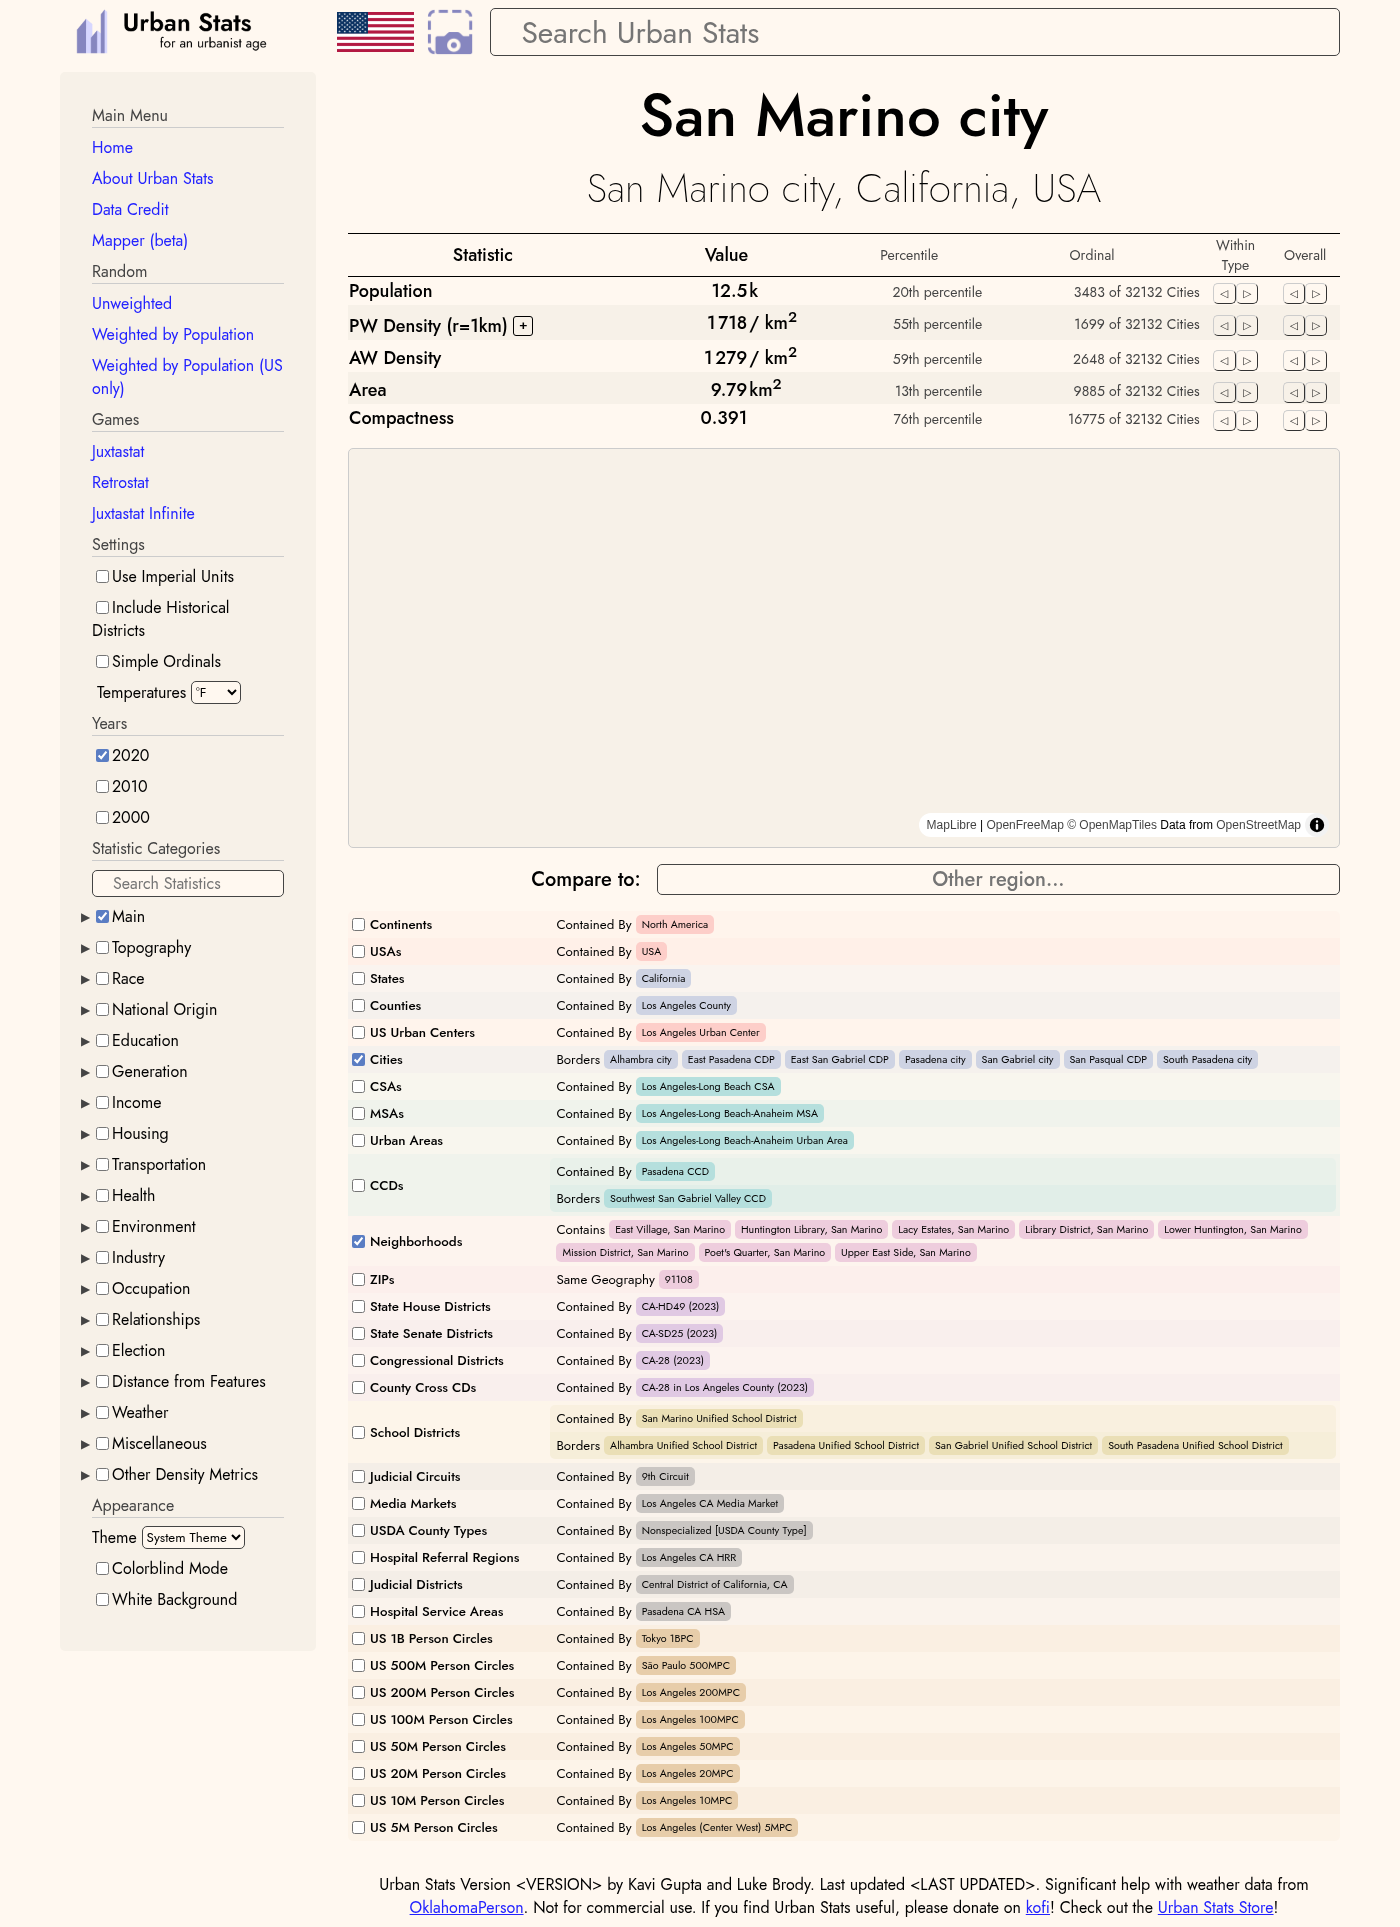 Urban Stats
for an urbanist age
Search Urban Stats
Main Menu
Home
About Urban Stats
Data Credit
Mapper (beta)
Random
Unweighted
Weighted by Population
Weighted by Population (US
only)
Games
Juxtastat
Retrostat
Juxtastat Infinite
Settings
Use Imperial Units
Include Historical
Districts
Simple Ordinals
Temperatures °F
Years
2020
2010
2000
Statistic Categories
Search Statistics
Main
Topography
Race
National Origin
Education
Generation
Income
Housing
Transportation
Health
Environment
Industry
Occupation
Relationships
Election
Distance from Features
Weather
Miscellaneous
Other Density Metrics
Appearance
Theme System Theme
Colorblind Mode
White Background
San Marino city
San Marino city, California, USA
Statistic Value Percentile Ordinal Within Type Overall
Population 12.5 k 20th percentile 3483 of 32132 Cities
PW Density (r=1km) + 1 718 / km² 55th percentile 1699 of 32132 Cities
AW Density 1 279 / km² 59th percentile 2648 of 32132 Cities
Area 9.79 km² 13th percentile 9885 of 32132 Cities
Compactness 0.391 76th percentile 16775 of 32132 Cities
MapLibre | OpenFreeMap © OpenMapTiles Data from OpenStreetMap
Compare to: Other region...
Continents Contained By North America
USAs Contained By USA
States Contained By California
Counties Contained By Los Angeles County
US Urban Centers Contained By Los Angeles Urban Center
Cities Borders Alhambra city East Pasadena CDP East San Gabriel CDP Pasadena city San Gabriel city San Pasqual CDP South Pasadena city
CSAs Contained By Los Angeles-Long Beach CSA
MSAs Contained By Los Angeles-Long Beach-Anaheim MSA
Urban Areas Contained By Los Angeles-Long Beach-Anaheim Urban Area
CCDs Contained By Pasadena CCD
Borders Southwest San Gabriel Valley CCD
Neighborhoods Contains East Village, San Marino Huntington Library, San Marino Lacy Estates, San Marino Library District, San Marino Lower Huntington, San Marino
Mission District, San Marino Poet's Quarter, San Marino Upper East Side, San Marino
ZIPs Same Geography 91108
State House Districts Contained By CA-HD49 (2023)
State Senate Districts Contained By CA-SD25 (2023)
Congressional Districts Contained By CA-28 (2023)
County Cross CDs Contained By CA-28 in Los Angeles County (2023)
School Districts Contained By San Marino Unified School District
Borders Alhambra Unified School District Pasadena Unified School District San Gabriel Unified School District South Pasadena Unified School District
Judicial Circuits Contained By 9th Circuit
Media Markets Contained By Los Angeles CA Media Market
USDA County Types Contained By Nonspecialized [USDA County Type]
Hospital Referral Regions Contained By Los Angeles CA HRR
Judicial Districts Contained By Central District of California, CA
Hospital Service Areas Contained By Pasadena CA HSA
US 1B Person Circles Contained By Tokyo 1BPC
US 500M Person Circles Contained By São Paulo 500MPC
US 200M Person Circles Contained By Los Angeles 200MPC
US 100M Person Circles Contained By Los Angeles 100MPC
US 50M Person Circles Contained By Los Angeles 50MPC
US 20M Person Circles Contained By Los Angeles 20MPC
US 10M Person Circles Contained By Los Angeles 10MPC
US 5M Person Circles Contained By Los Angeles (Center West) 5MPC
Urban Stats Version <VERSION> by Kavi Gupta and Luke Brody. Last updated <LAST UPDATED>. Significant help with weather data from
OklahomaPerson. Not for commercial use. If you find Urban Stats useful, please donate on kofi! Check out the Urban Stats Store!